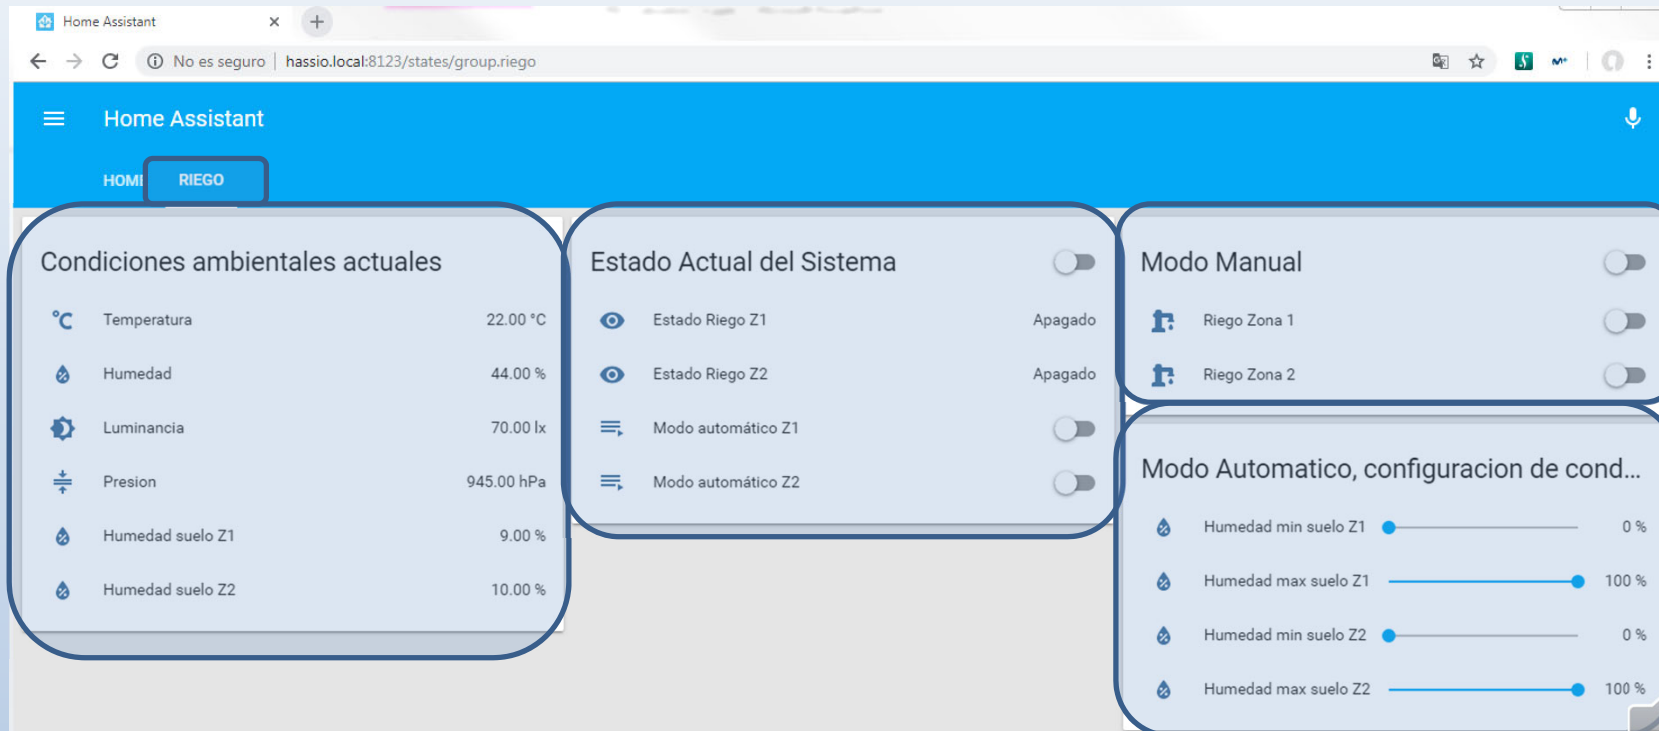 Home Assistant
No es seguro hassio.local:8123/states/group.riego
Home Assistant
HOME RIEGO
Condiciones ambientales actuales
°C Temperatura 22.00 °C
Humedad 44.00 %
Luminancia 70.00 lx
Presion 945.00 hPa
Humedad suelo Z1 9.00 %
Humedad suelo Z2 10.00 %
Estado Actual del Sistema
Estado Riego Z1 Apagado
Estado Riego Z2 Apagado
Modo automático Z1
Modo automático Z2
Modo Manual
Riego Zona 1
Riego Zona 2
Modo Automatico, configuracion de cond...
Humedad min suelo Z1 0 %
Humedad max suelo Z1 100 %
Humedad min suelo Z2 0 %
Humedad max suelo Z2 100 %